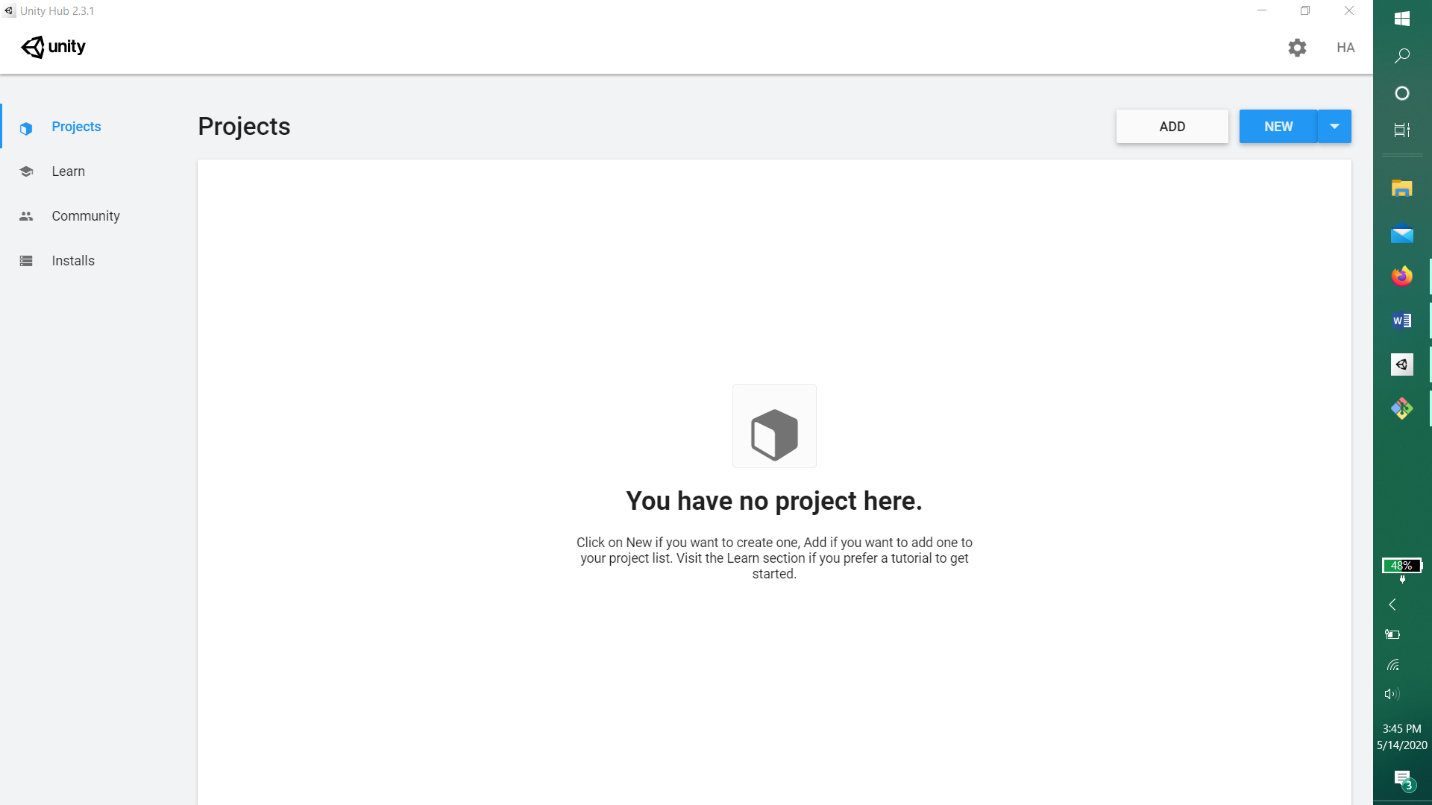 Unity Hub 2.3.1
unity
HA
Projects
Learn
Community
Installs
Projects
ADD
NEW
You have no project here.
Click on New if you want to create one, Add if you want to add one to
your project list. Visit the Learn section if you prefer a tutorial to get
started.
W
48%
3:45 PM
5/14/2020
3